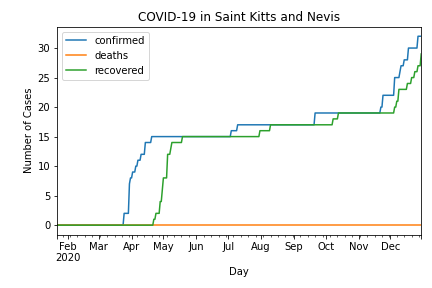 COVID-19 in Saint Kitts and Nevis
confirmed
deaths
recovered
Number of Cases
30
25
20
15
10
5
0
Feb Mar Apr May Jun Jul Aug Sep Oct Nov Dec
2020
Day